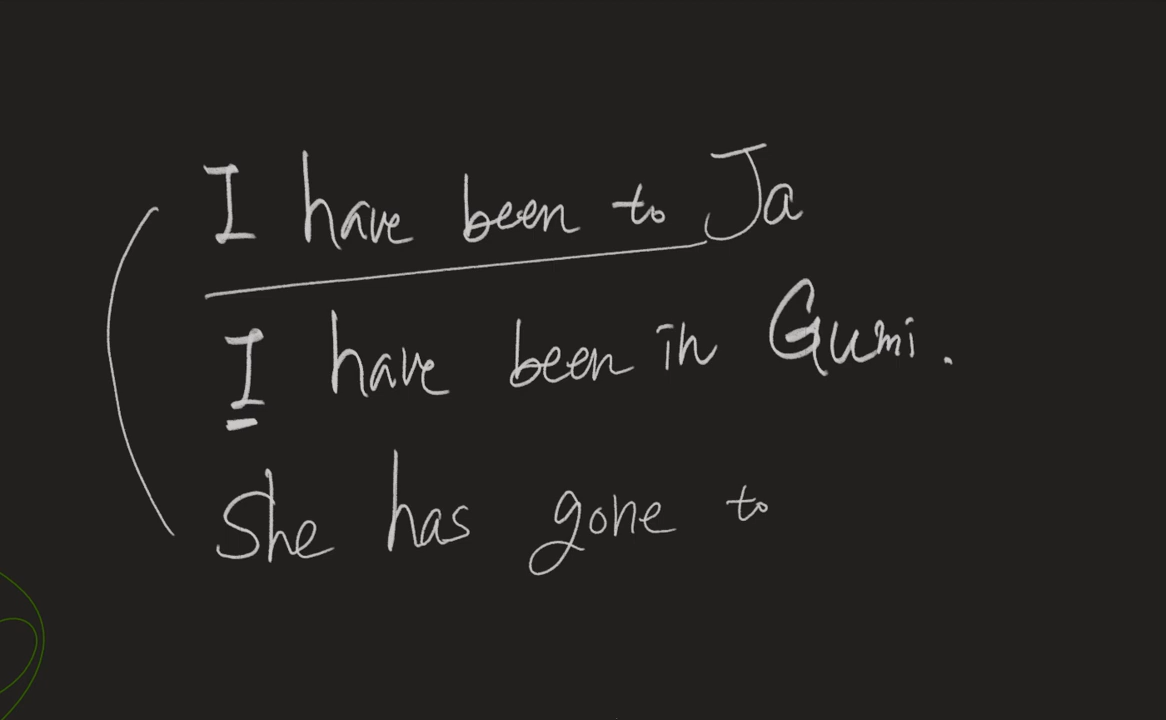 I have been to Ja
I have been in Gumi.
She has gone to